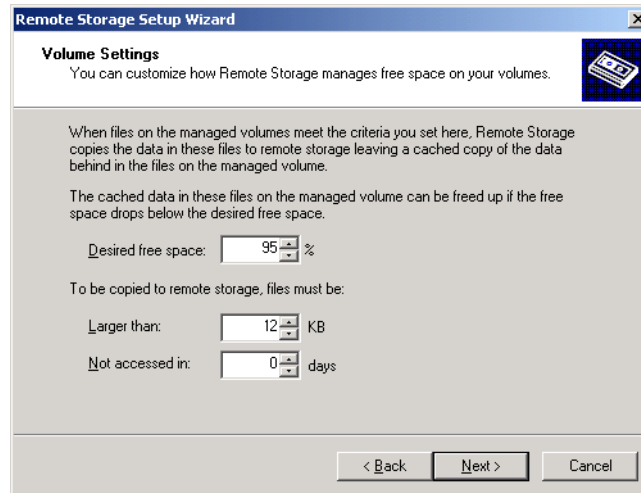 Remote Storage Setup Wizard
Volume Settings
You can customize how Remote Storage manages free space on your volumes.
When files on the managed volumes meet the criteria you set here, Remote Storage
copies the data in these files to remote storage leaving a cached copy of the data
behind in the files on the managed volume.
The cached data in these files on the managed volume can be freed up if the free
space drops below the desired free space.
Desired free space: 95 %
To be copied to remote storage, files must be:
Larger than: 12 KB
Not accessed in: 0 days
< Back Next > Cancel